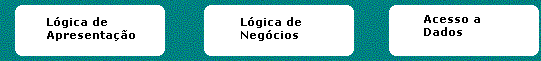 Lógica de
Apresentação
Lógica de
Negócios
Acesso a
Dados